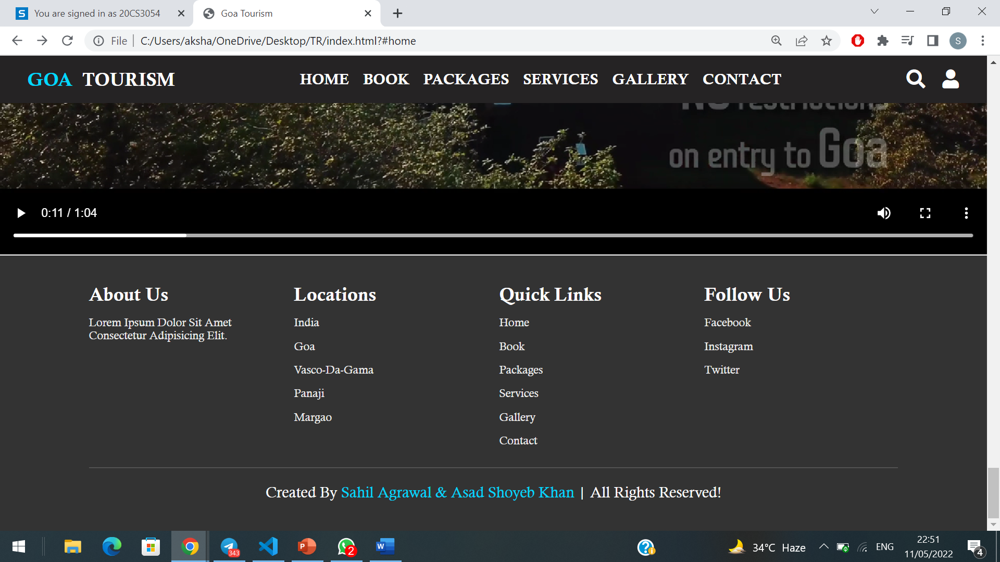 You are signed in as 20CS3054
Goa Tourism
File
C:/Users/aksha/OneDrive/Desktop/TR/index.html?#home
S
GOA TOURISM
HOME BOOK PACKAGES SERVICES GALLERY CONTACT
No restrictions
on entry to Goa
0:11 / 1:04
About Us
Lorem Ipsum Dolor Sit Amet
Consectetur Adipisicing Elit.
Locations
India
Goa
Vasco-Da-Gama
Panaji
Margao
Quick Links
Home
Book
Packages
Services
Gallery
Contact
Follow Us
Facebook
Instagram
Twitter
Created By Sahil Agrawal & Asad Shoyeb Khan | All Rights Reserved!
343
2
34°C Haze
ENG
22:51
11/05/2022
4